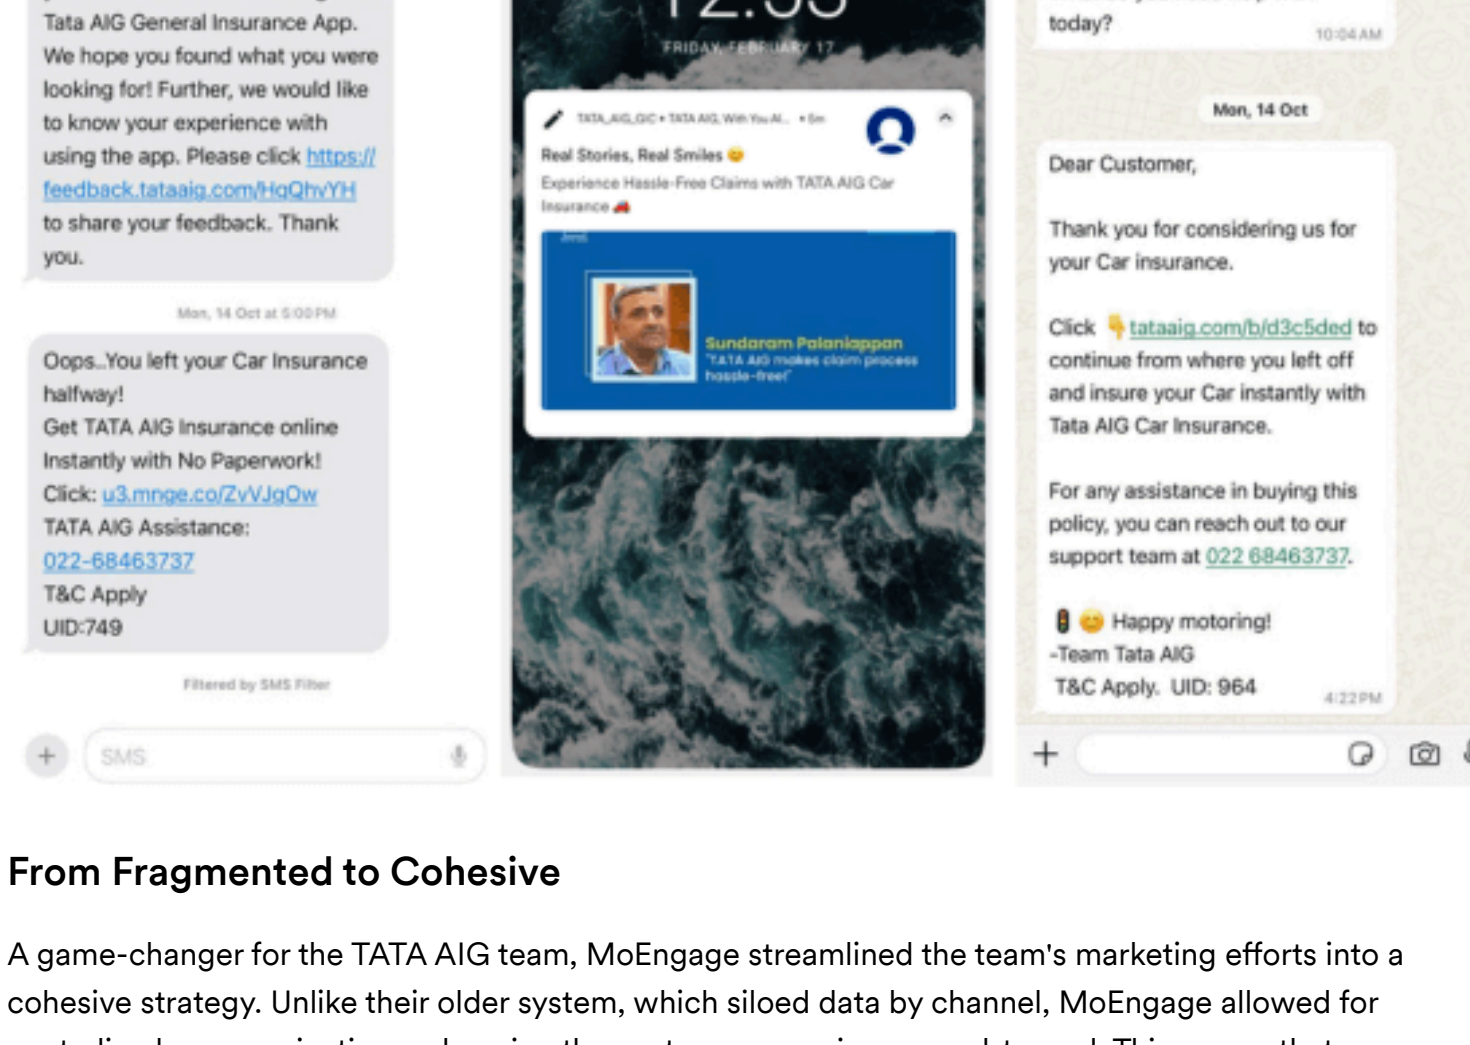 Tata AIG General Insurance App.
We hope you found what you were
looking for! Further, we would like
to know your experience with
using the app. Please click https://
feedback.tataaig.com/HqQhvYH
to share your feedback. Thank
you.
Mon, 14 Oct at 5:00 PM
Oops...You left your Car Insurance
halfway!
Get TATA AIG Insurance online
Instantly with No Paperwork!
Click: u3.mnge.co/ZvVJgOw
TATA AIG Assistance:
022-68463737
T&C Apply
UID:749
Filtered by SMS Filter
SMS
FRIDAY, FEBRUARY 17
TATA_AIG_GIC • TATA AIG, With You Al... • 6m
Real Stories, Real Smiles 😊
Experience Hassle-Free Claims with TATA AIG Car
Insurance 🚗
Sundaram Palaniappan
"TATA AIG makes claim process
hassle-free!"
today?
10:04 AM
Mon, 14 Oct
Dear Customer,
Thank you for considering us for
your Car insurance.
Click 👇 tataaig.com/b/d3c5ded to
continue from where you left off
and insure your Car instantly with
Tata AIG Car Insurance.
For any assistance in buying this
policy, you can reach out to our
support team at 022 68463737.
🚦 😊 Happy motoring!
-Team Tata AIG
T&C Apply. UID: 964
4:22 PM
From Fragmented to Cohesive
A game-changer for the TATA AIG team, MoEngage streamlined the team's marketing efforts into a
cohesive strategy. Unlike their older system, which siloed data by channel, MoEngage allowed for